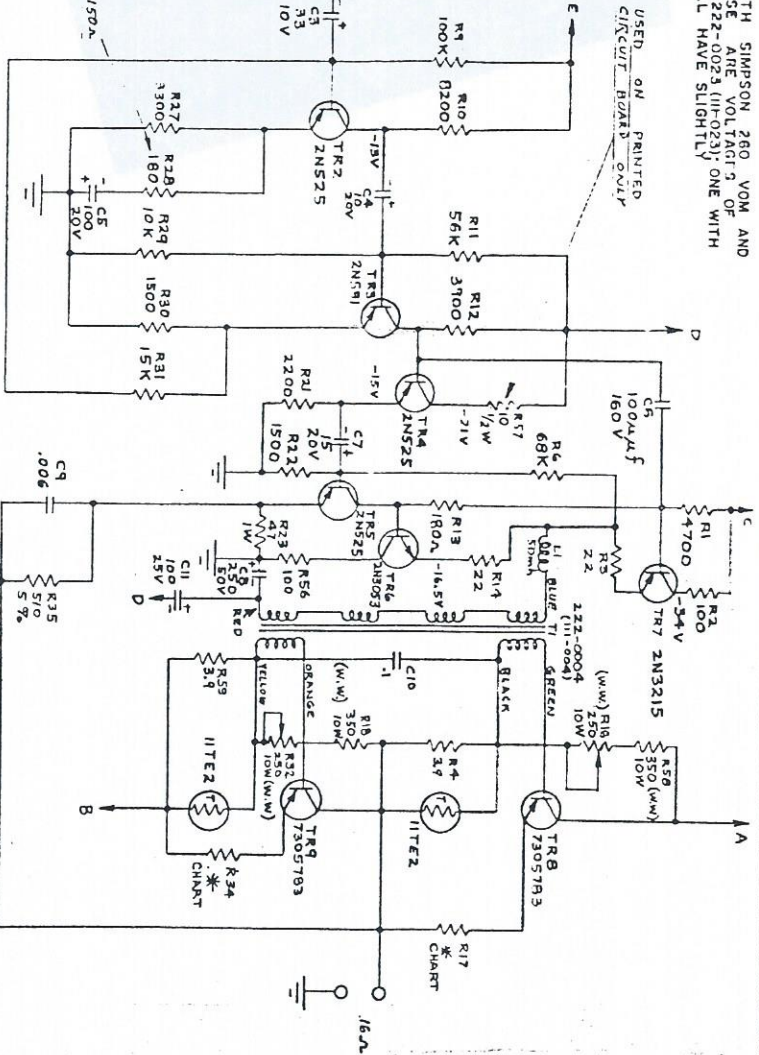 TH SIMPSON 260 VOM AND
SE ARE VOLTAGES OF
222-0023 (111-023); ONE WITH
L HAVE SLIGHTLY
USED ON PRINTED
CIRCUIT BOARD ONLY
E
D
C
A
150Ω
C3
33
10V
R9
100K
R10
8200
TR2
2N525
-13V
C4
10
20V
R27
3300
R28
180
C5
100
20V
R29
10K
R30
1500
R31
15K
R11
56K
R12
3900
TR3
2N591
C6
100μμf
160V
TR4
2N525
-15V
-21V
R57
10
1/2W
R21
2200
R22
1500
C7
15
20V
R6
68K
TR5
2N525
R13
180Ω
R1
4700
R2
100
TR7 2N3215
-34V
R3
22
TR6
2N3053
-16.5V
R14
22
L1
50mh
R23
47
1W
R56
100
C8
250
50V
C11
100
25V
D
C9
.006
R35
510
5%
RED
BLUE
T1
222-0004
(111-004)
ORANGE
YELLOW
BLACK
GREEN
C10
.1
R59
3.9
R18
350
10W
(W.W)
R32
250
10W (W.W)
R4
3.9
11TE2
11TE2
R16
250
10W
(W.W)
R58
350 (W.W)
10W
TR8
7305783
TR9
7305783
B
R34
*
CHART
R17
*
CHART
16Ω